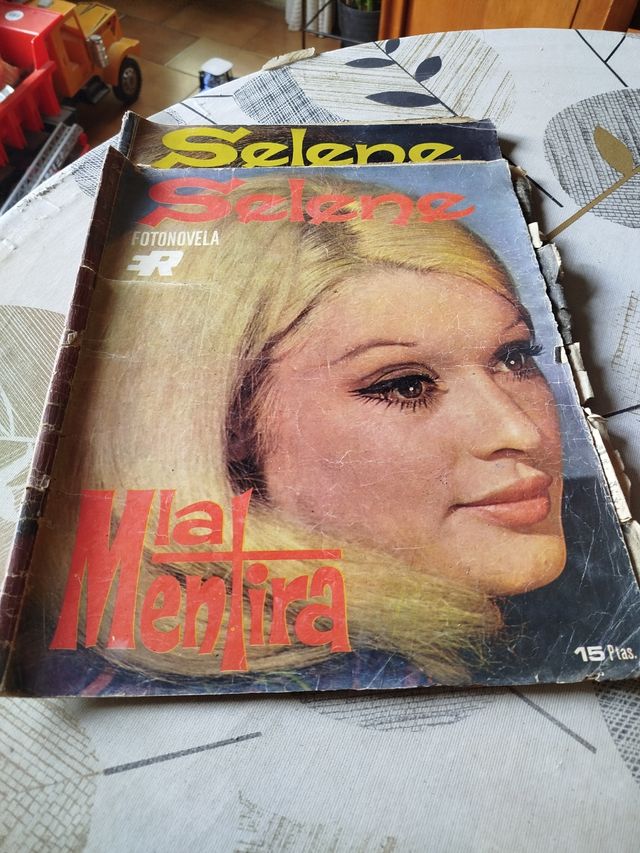 Selene
Selene
FOTONOVELA
R
la
Mentira
15 Ptas.